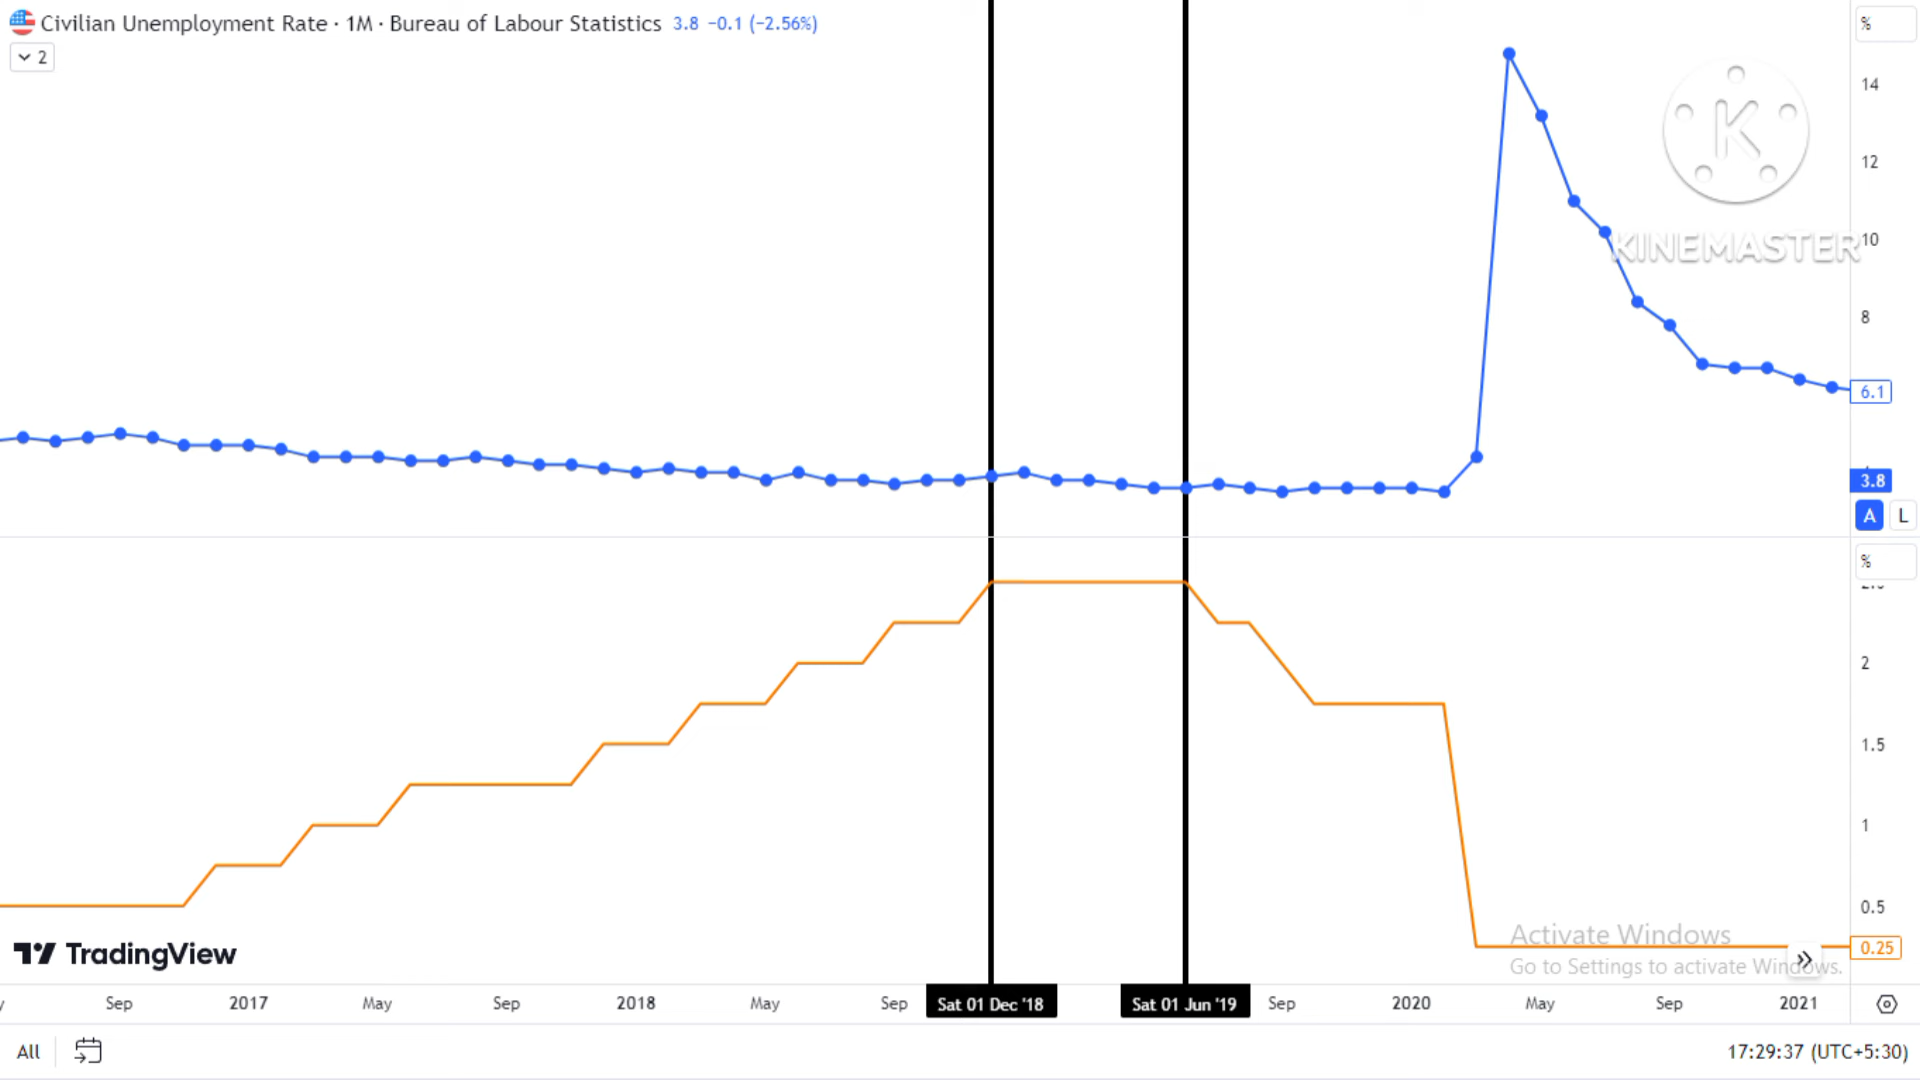 Civilian Unemployment Rate · 1M · Bureau of Labour Statistics 3.8 −0.1 (−2.56%)
2
%
14
12
10
8
6.1
3.8
A L
KINEMASTER
%
2
1.5
1
0.5
0.25
TradingView
Activate Windows
Go to Settings to activate Windows.
Sep 2017 May Sep 2018 May Sep Sat 01 Dec '18 Sat 01 Jun '19 Sep 2020 May Sep 2021
All
17:29:37 (UTC+5:30)